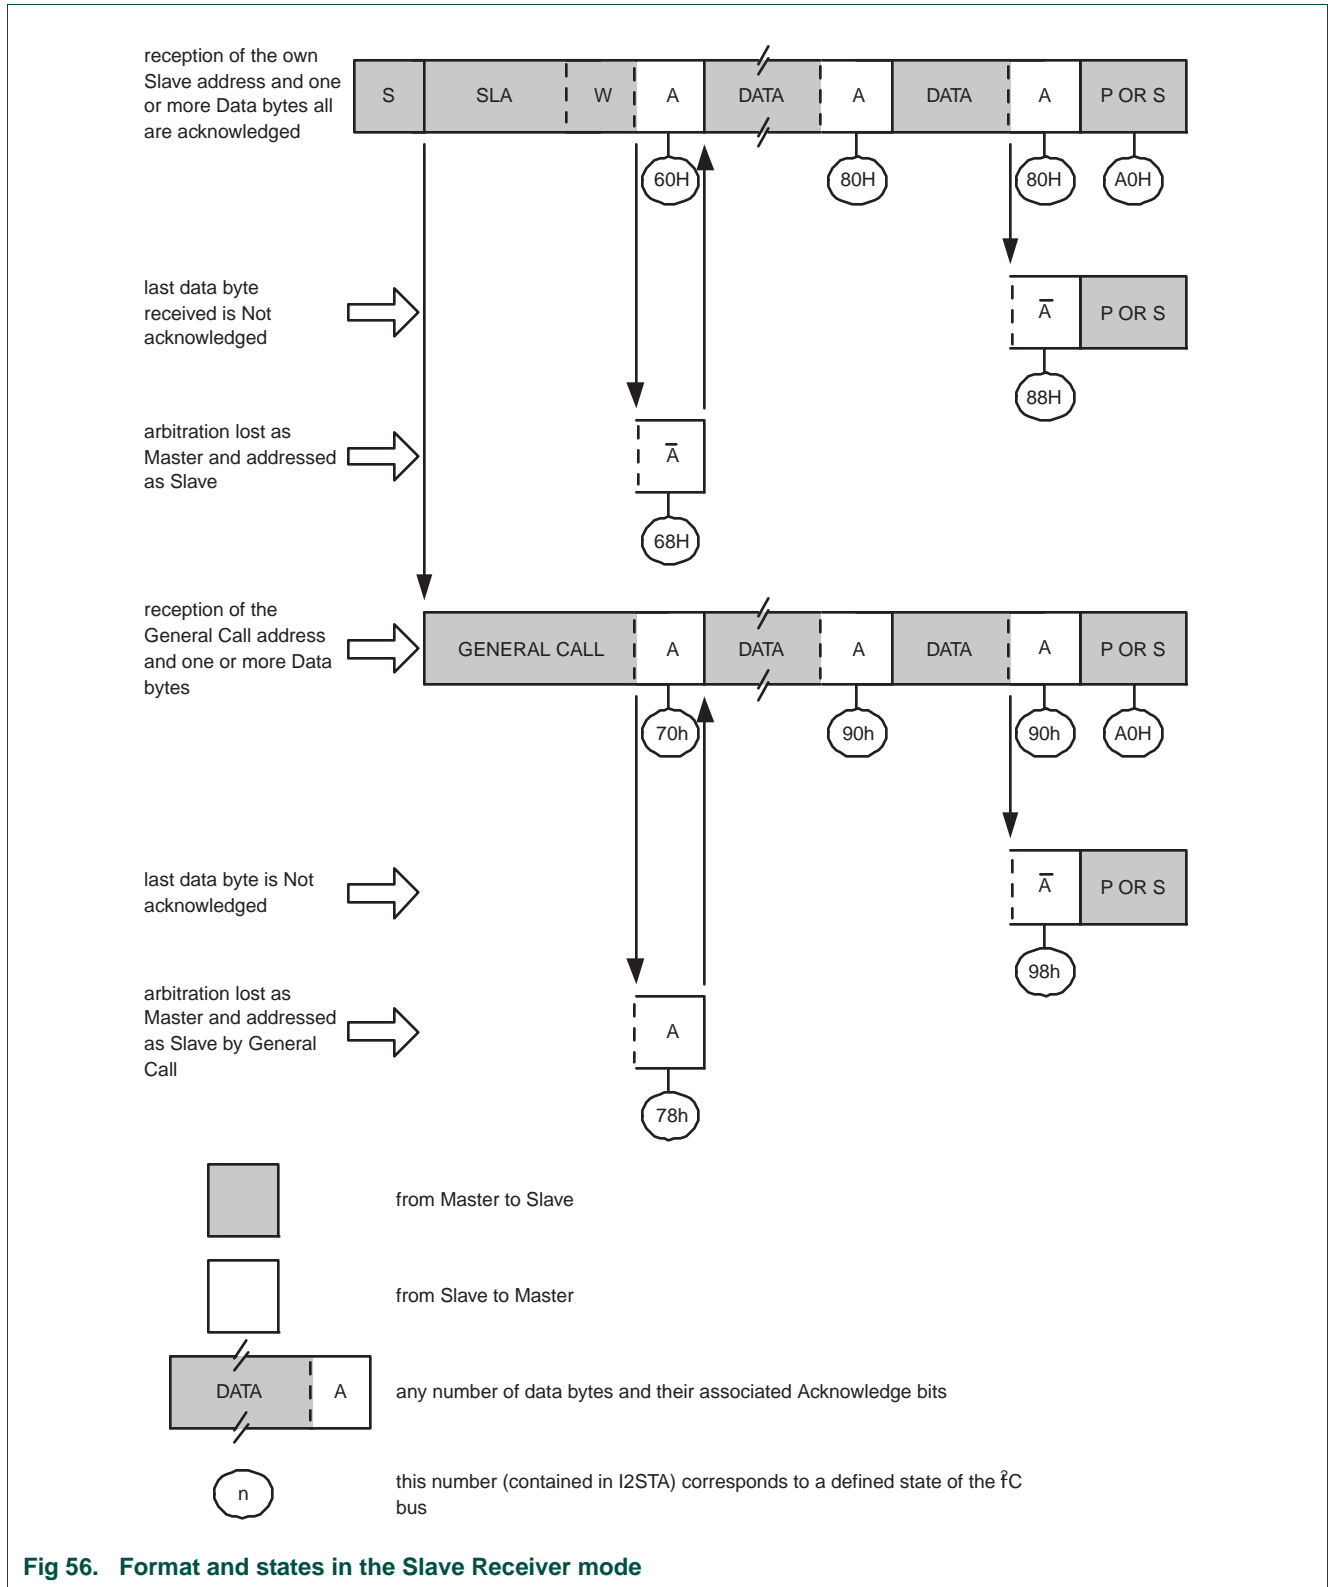 reception of the own
Slave address and one
or more Data bytes all
are acknowledged
S SLA W A DATA A DATA A P OR S
60H 80H 80H A0H
last data byte
received is Not
acknowledged
A̅ P OR S
88H
arbitration lost as
Master and addressed
as Slave
A̅
68H
reception of the
General Call address
and one or more Data
bytes
GENERAL CALL A DATA A DATA A P OR S
70h 90h 90h A0H
last data byte is Not
acknowledged
A̅ P OR S
98h
arbitration lost as
Master and addressed
as Slave by General
Call
A
78h
from Master to Slave
from Slave to Master
DATA A any number of data bytes and their associated Acknowledge bits
n
this number (contained in I2STA) corresponds to a defined state of the I²C
bus
Fig 56. Format and states in the Slave Receiver mode